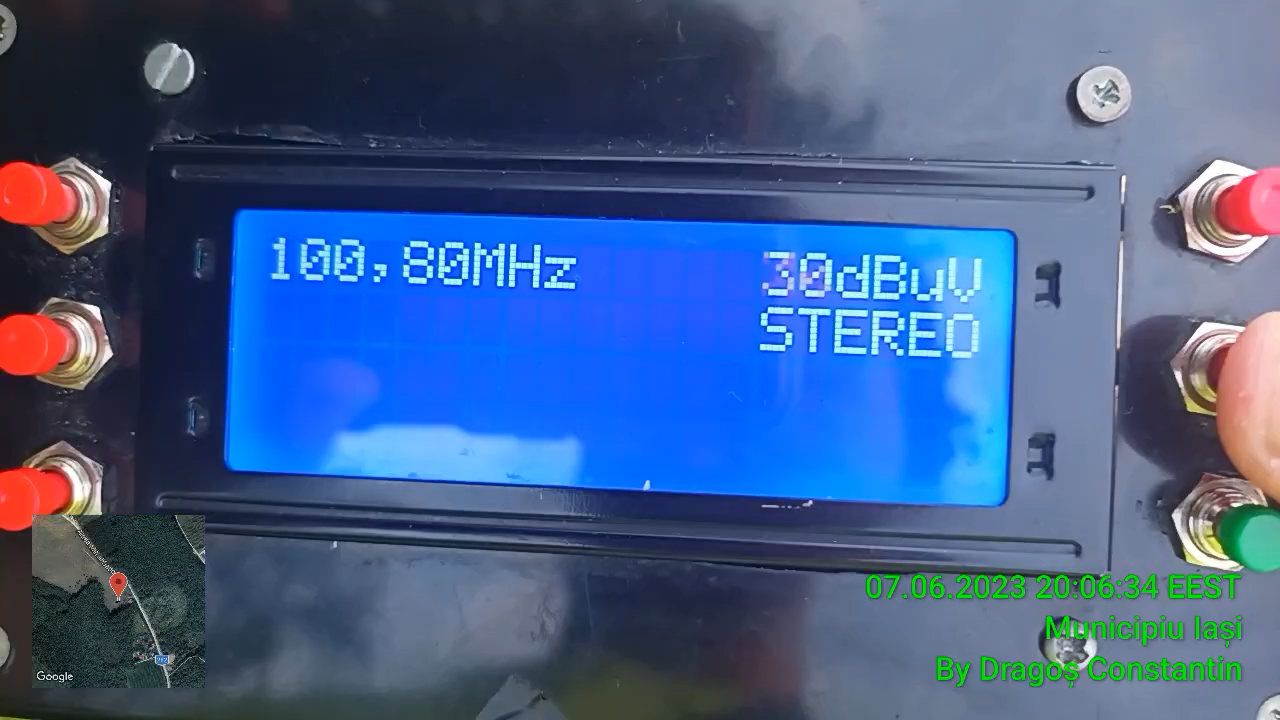 100,80MHz 30dBuV
STEREO
07.06.2023 20:06:34 EEST
Municipiu Iași
By Dragoș Constantin
Google